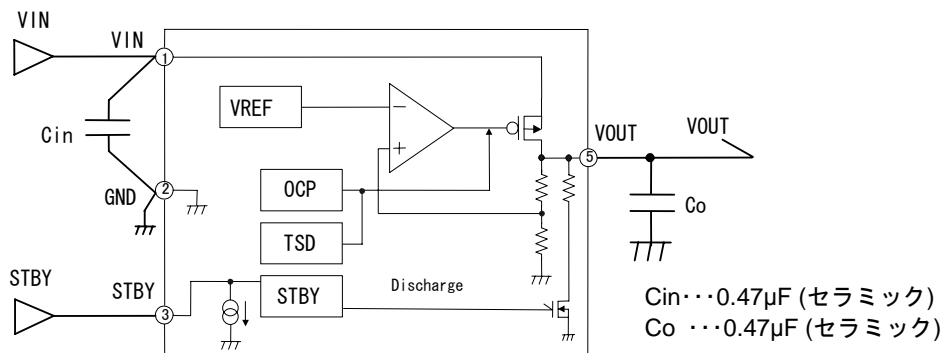 VIN
VIN
1
VREF
−
+
Cin
VOUT
VOUT
5
OCP
GND
2
Co
TSD
STBY
STBY
3
STBY
Discharge
Cin･･･0.47µF (セラミック)
Co ･･･0.47µF (セラミック)